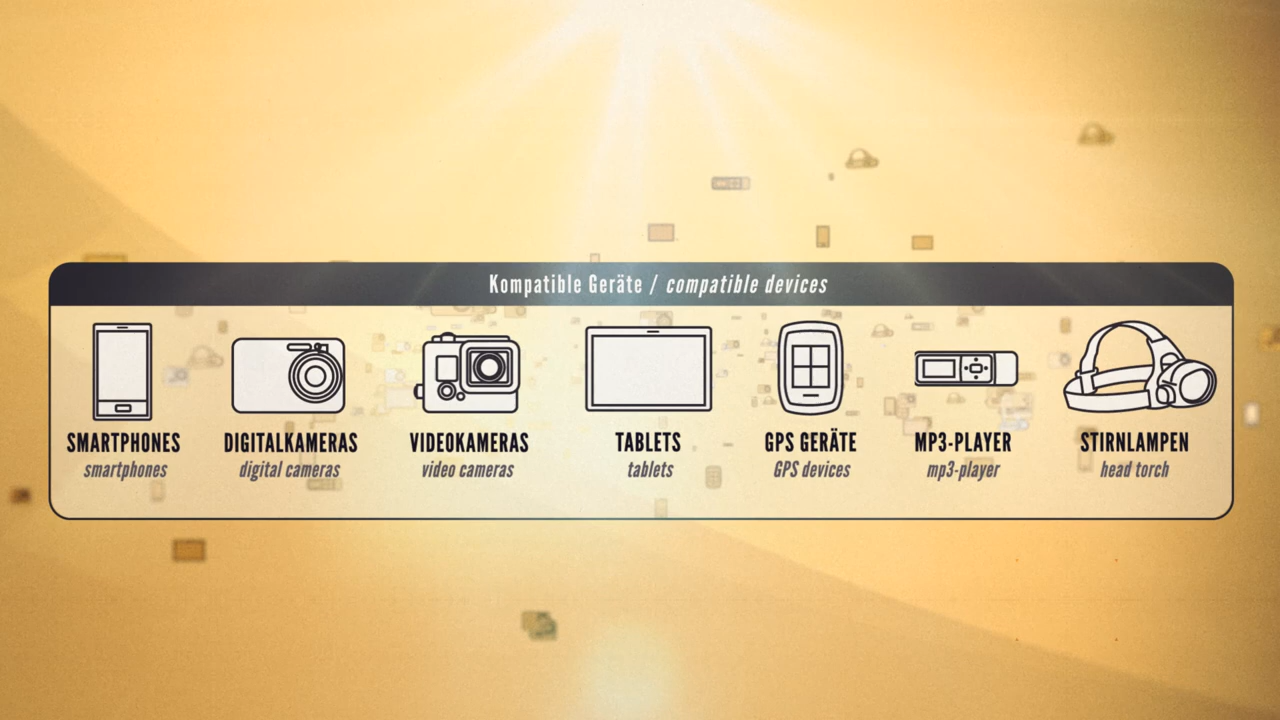 Kompatible Geräte / compatible devices
SMARTPHONES
smartphones
DIGITALKAMERAS
digital cameras
VIDEOKAMERAS
video cameras
TABLETS
tablets
GPS GERÄTE
GPS devices
MP3-PLAYER
mp3-player
STIRNLAMPEN
head torch